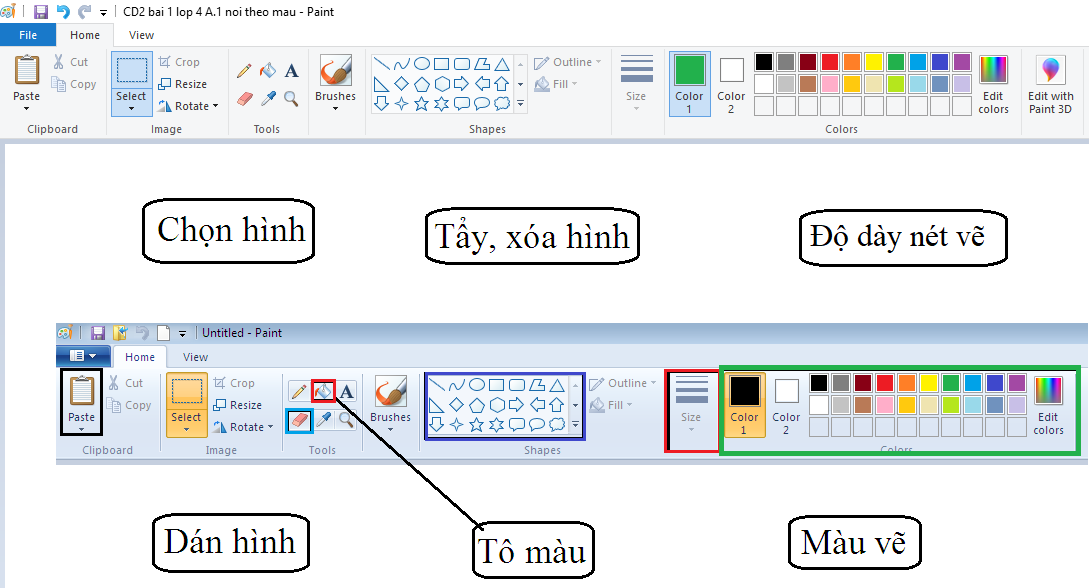 CD2 bai 1 lop 4 A.1 noi theo mau - Paint
File Home View
Paste Cut Copy Select Crop Resize Rotate A Brushes Outline Fill Size Color 1 Color 2 Edit colors Edit with Paint 3D
Clipboard Image Tools Shapes Colors
Chọn hình
Tẩy, xóa hình
Độ dày nét vẽ
Untitled - Paint
Home View
Paste Cut Copy Select Crop Resize Rotate A Brushes Outline Fill Size Color 1 Color 2 Edit colors
Clipboard Image Tools Shapes Colors
Dán hình
Tô màu
Màu vẽ